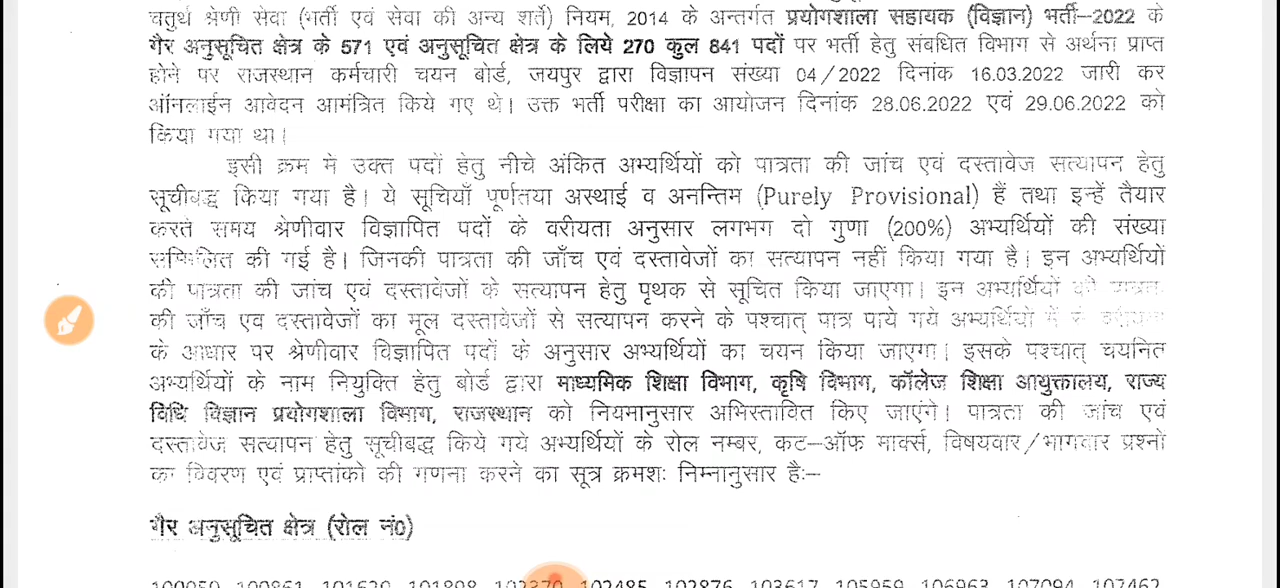 चतुर्थ श्रेणी सेवा (भर्ती एवं सेवा की अन्य शर्ते) नियम, 2014 के अन्तर्गत प्रयोगशाला सहायक (विज्ञान) भर्ती–2022 के
गैर अनुसूचित क्षेत्र के 571 एवं अनुसूचित क्षेत्र के लिये 270 कुल 841 पदों पर भर्ती हेतु संबधित विभाग से अर्थना प्राप्त
होने पर राजस्थान कर्मचारी चयन बोर्ड, जयपुर द्वारा विज्ञापन संख्या 04/2022 दिनांक 16.03.2022 जारी कर
ऑनलाईन आवेदन आमंत्रित किये गए थे। उक्त भर्ती परीक्षा का आयोजन दिनांक 28.06.2022 एवं 29.06.2022 को
किया गया था।
इसी क्रम मे उक्त पदों हेतु नीचे अंकित अभ्यर्थियों को पात्रता की जांच एवं दस्तावेज सत्यापन हेतु
सूचीबद्ध किया गया है। ये सूचियाँ पूर्णतया अस्थाई व अनन्तिम (Purely Provisional) हैं तथा इन्हें तैयार
करते समय श्रेणीवार विज्ञापित पदों के वरीयता अनुसार लगभग दो गुणा (200%) अभ्यर्थियों की संख्या
सम्मिलित की गई है। जिनकी पात्रता की जाँच एवं दस्तावेजों का सत्यापन नहीं किया गया है। इन अभ्यर्थियों
की पात्रता की जांच एवं दस्तावेजों के सत्यापन हेतु पृथक से सूचित किया जाएगा। इन अभ्यर्थियों की पात्रता
की जाँच एव दस्तावेजों का मूल दस्तावेजों से सत्यापन करने के पश्चात् पात्र पाये गये अभ्यर्थियों में से वरीयता
के आधार पर श्रेणीवार विज्ञापित पदों के अनुसार अभ्यर्थियों का चयन किया जाएगा। इसके पश्चात् चयनित
अभ्यर्थियों के नाम नियुक्ति हेतु बोर्ड द्वारा माध्यमिक शिक्षा विभाग, कृषि विभाग, कॉलेज शिक्षा आयुक्तालय, राज्य
विधि विज्ञान प्रयोगशाला विभाग, राजस्थान को नियमानुसार अभिस्तावित किए जाएंगे। पात्रता की जांच एवं
दस्तावेज सत्यापन हेतु सूचीबद्ध किये गये अभ्यर्थियों के रोल नम्बर, कट–ऑफ मार्क्स, विषयवार/भागवार प्रश्नों
का विवरण एवं प्राप्तांको की गणना करने का सूत्र क्रमशः निम्नानुसार हैः–
गैर अनुसूचित क्षेत्र (रोल नं0)
100059 100861 101629 101898 102370 102485 102876 103617 105959 106963 107094 107462